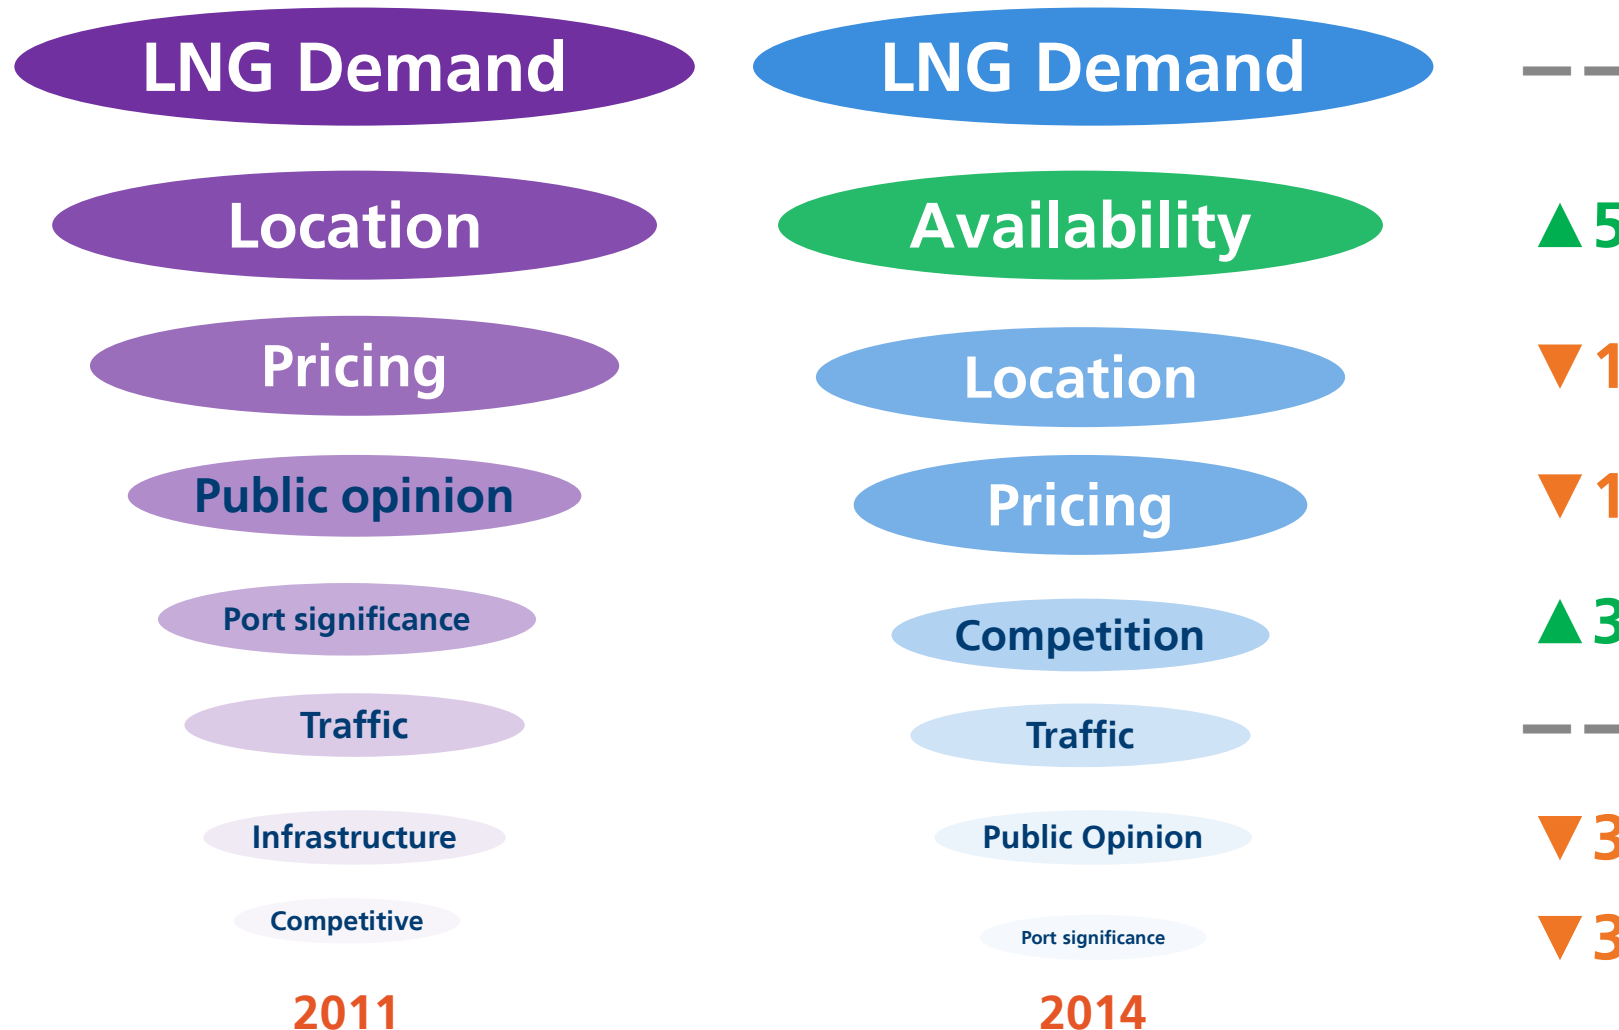 LNG Demand
LNG Demand
Location
Availability
▲ 5
Pricing
Location
▼ 1
Public opinion
Pricing
▼ 1
Port significance
Competition
▲ 3
Traffic
Traffic
Infrastructure
Public Opinion
▼ 3
Competitive
Port significance
▼ 3
2011
2014